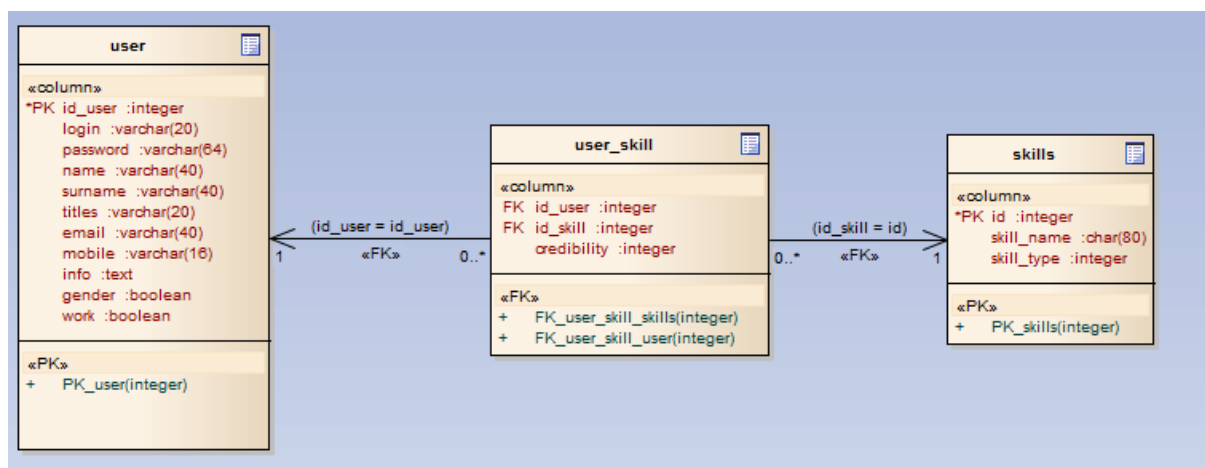 user
«column»
*PK id_user :integer
login :varchar(20)
password :varchar(64)
name :varchar(40)
surname :varchar(40)
titles :varchar(20)
email :varchar(40)
mobile :varchar(16)
info :text
gender :boolean
work :boolean
«PK»
+ PK_user(integer)
(id_user = id_user)
«FK»
1
0..*
user_skill
«column»
FK id_user :integer
FK id_skill :integer
credibility :integer
«FK»
+ FK_user_skill_skills(integer)
+ FK_user_skill_user(integer)
(id_skill = id)
«FK»
0..*
1
skills
«column»
*PK id :integer
skill_name :char(80)
skill_type :integer
«PK»
+ PK_skills(integer)